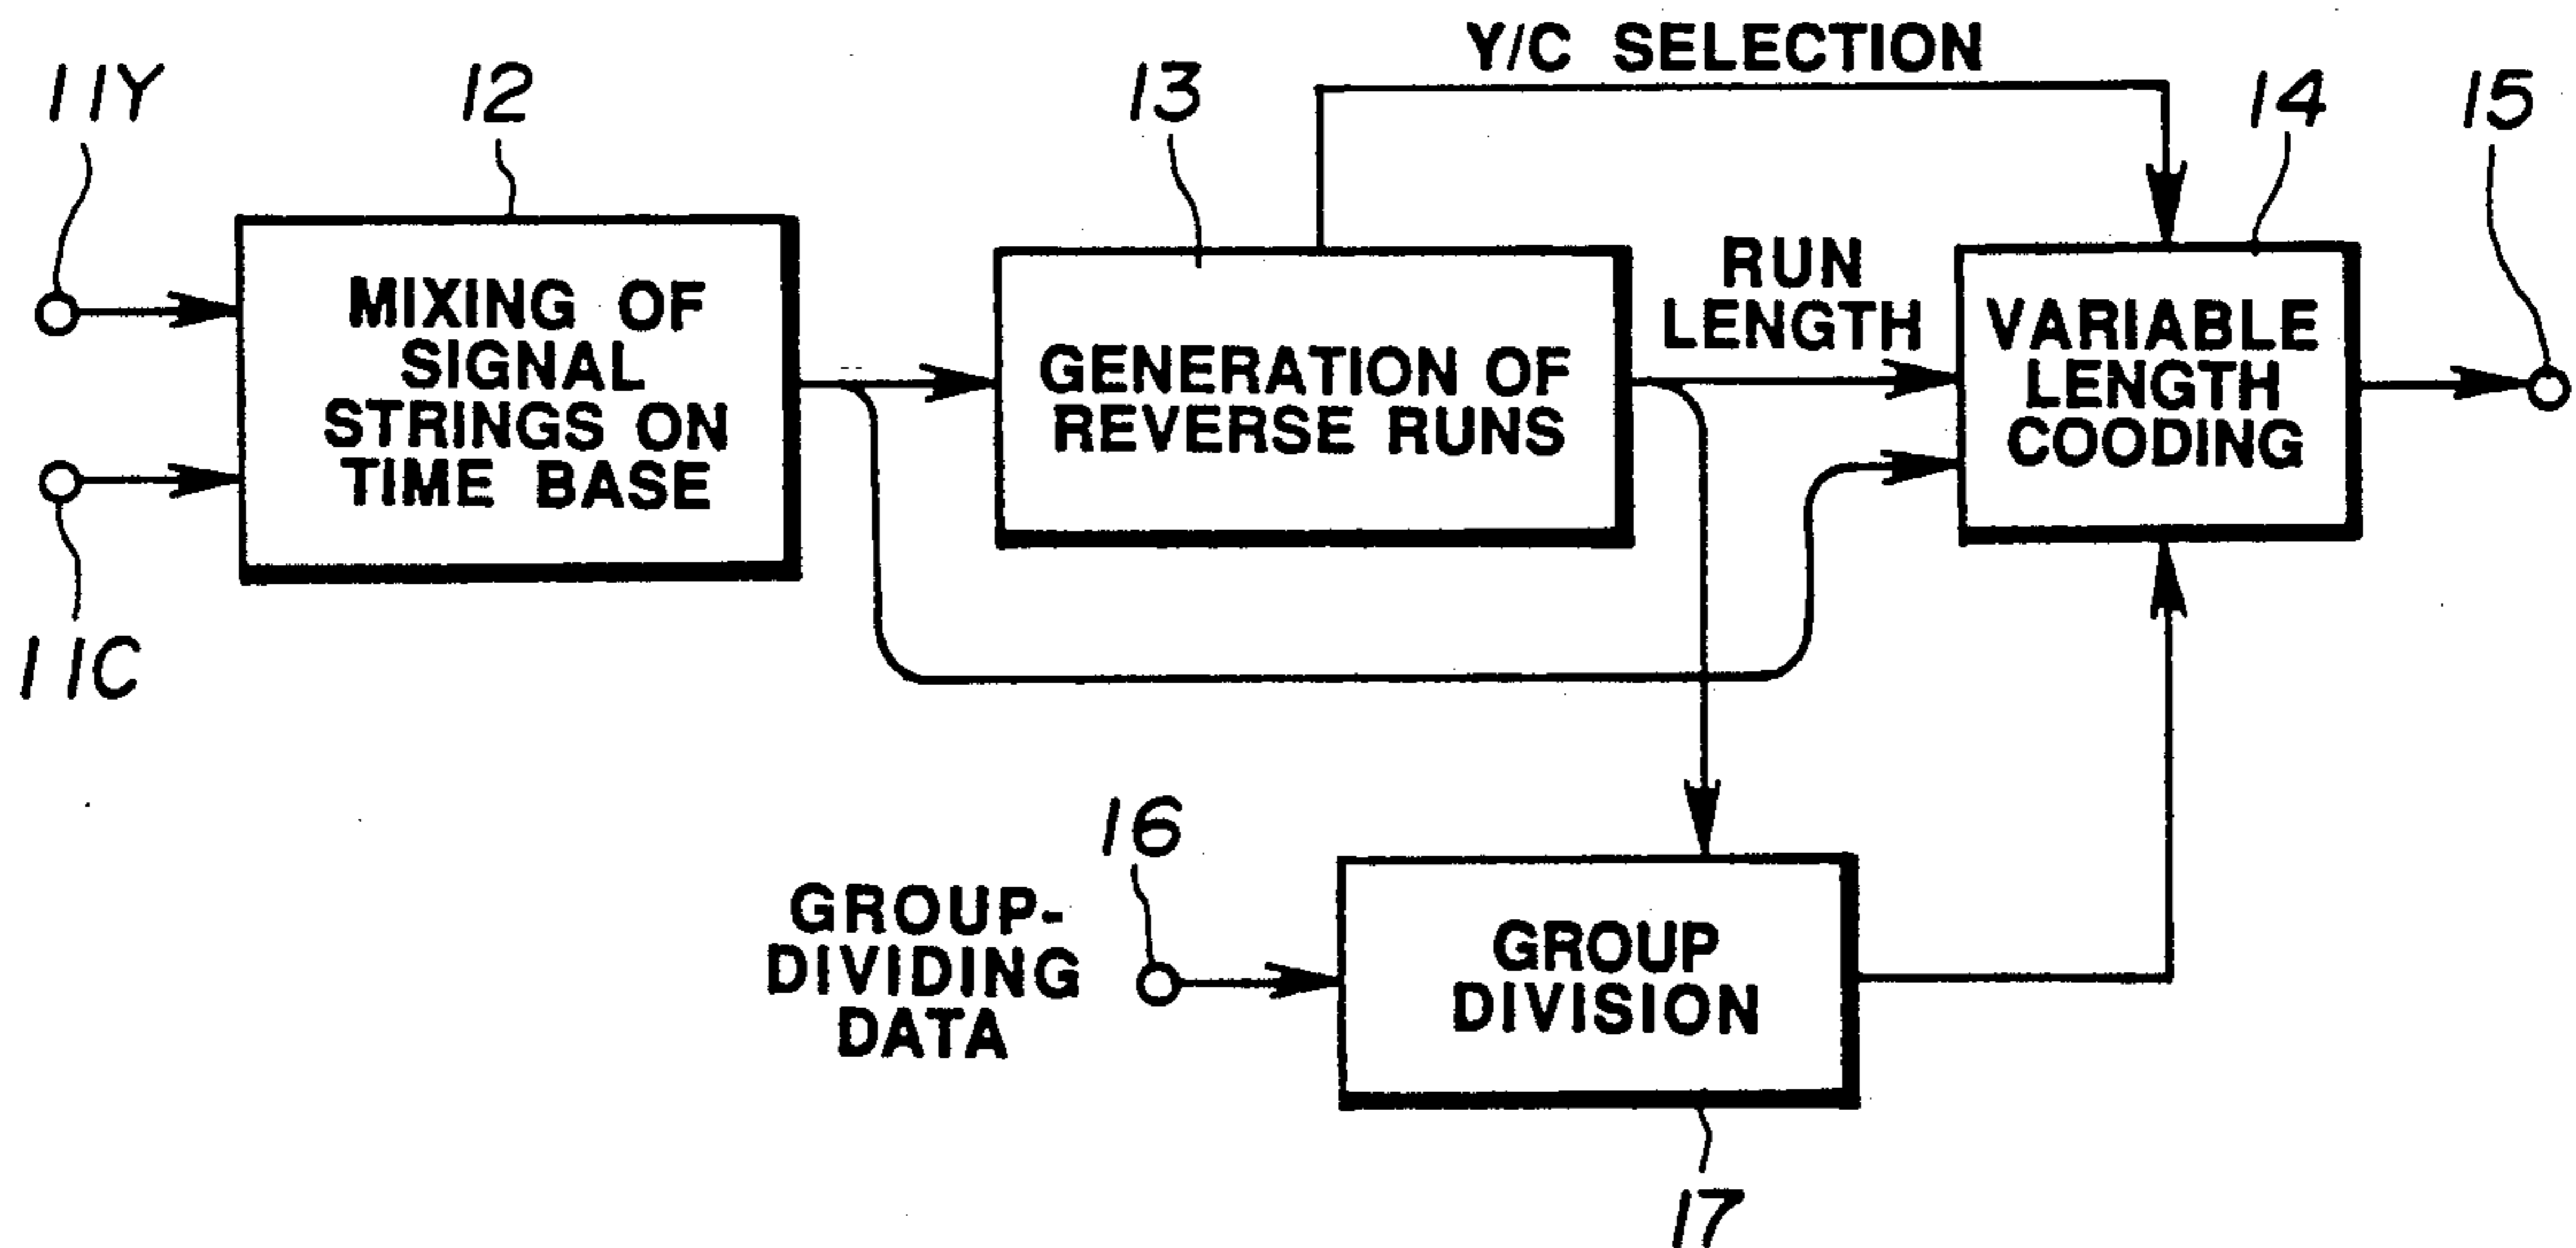 Y/C SELECTION
11Y
12
13
14
15
MIXING OF
SIGNAL
STRINGS ON
TIME BASE
GENERATION OF
REVERSE RUNS
RUN
LENGTH
VARIABLE
LENGTH
COODING
11C
16
GROUP-
DIVIDING
DATA
GROUP
DIVISION
17